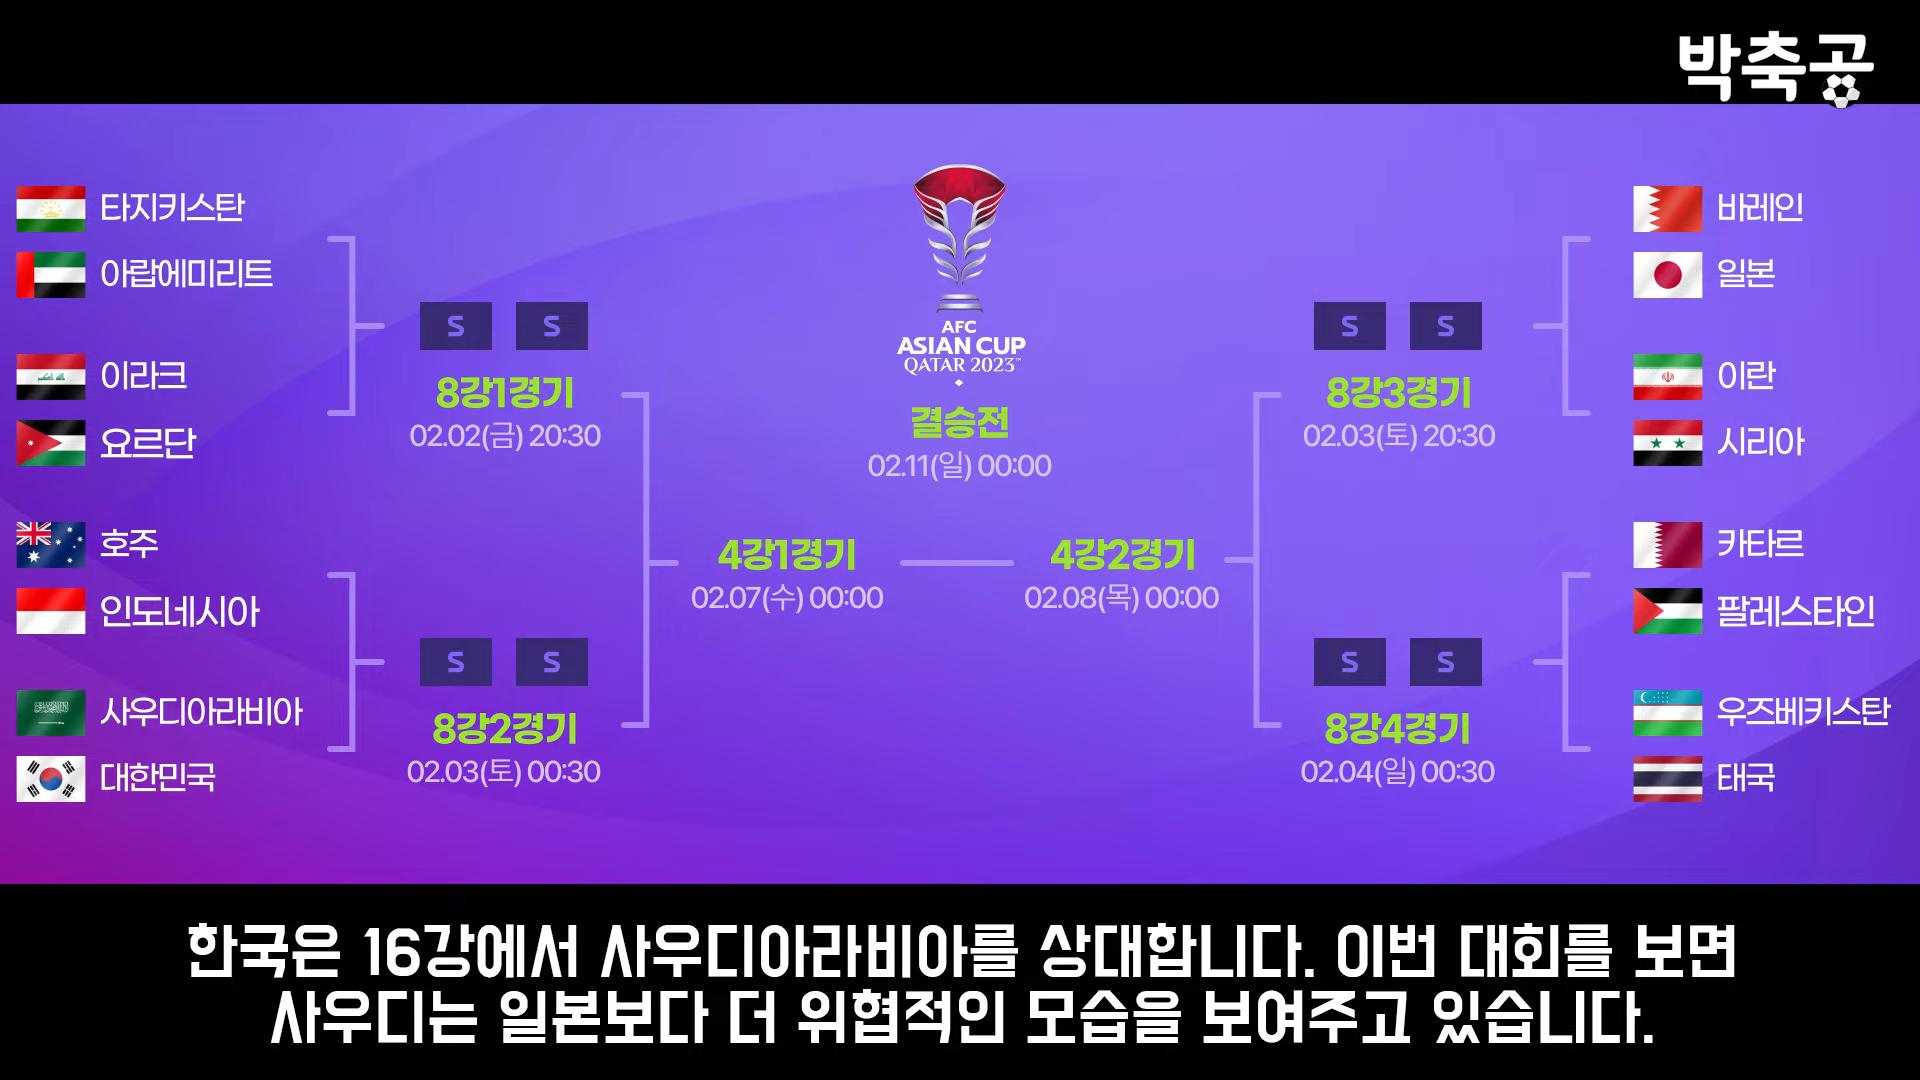 박축공
타지키스탄
아랍에미리트
이라크
요르단
호주
인도네시아
사우디아라비아
대한민국
S S
8강1경기
02.02(금) 20:30
S S
8강2경기
02.03(토) 00:30
4강1경기
02.07(수) 00:00
AFC
ASIAN CUP
QATAR 2023™
결승전
02.11(일) 00:00
4강2경기
02.08(목) 00:00
S S
8강3경기
02.03(토) 20:30
S S
8강4경기
02.04(일) 00:30
바레인
일본
이란
시리아
카타르
팔레스타인
우즈베키스탄
태국
한국은 16강에서 사우디아라비아를 상대합니다. 이번 대회를 보면
사우디는 일본보다 더 위협적인 모습을 보여주고 있습니다.